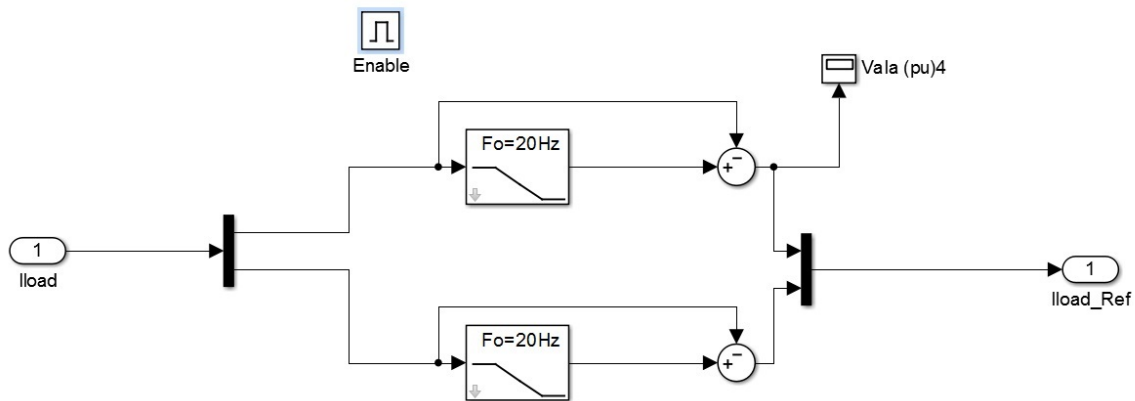 Enable
Vala (pu)4
Fo=20Hz
+
−
1
Iload
1
Iload_Ref
Fo=20Hz
+
−